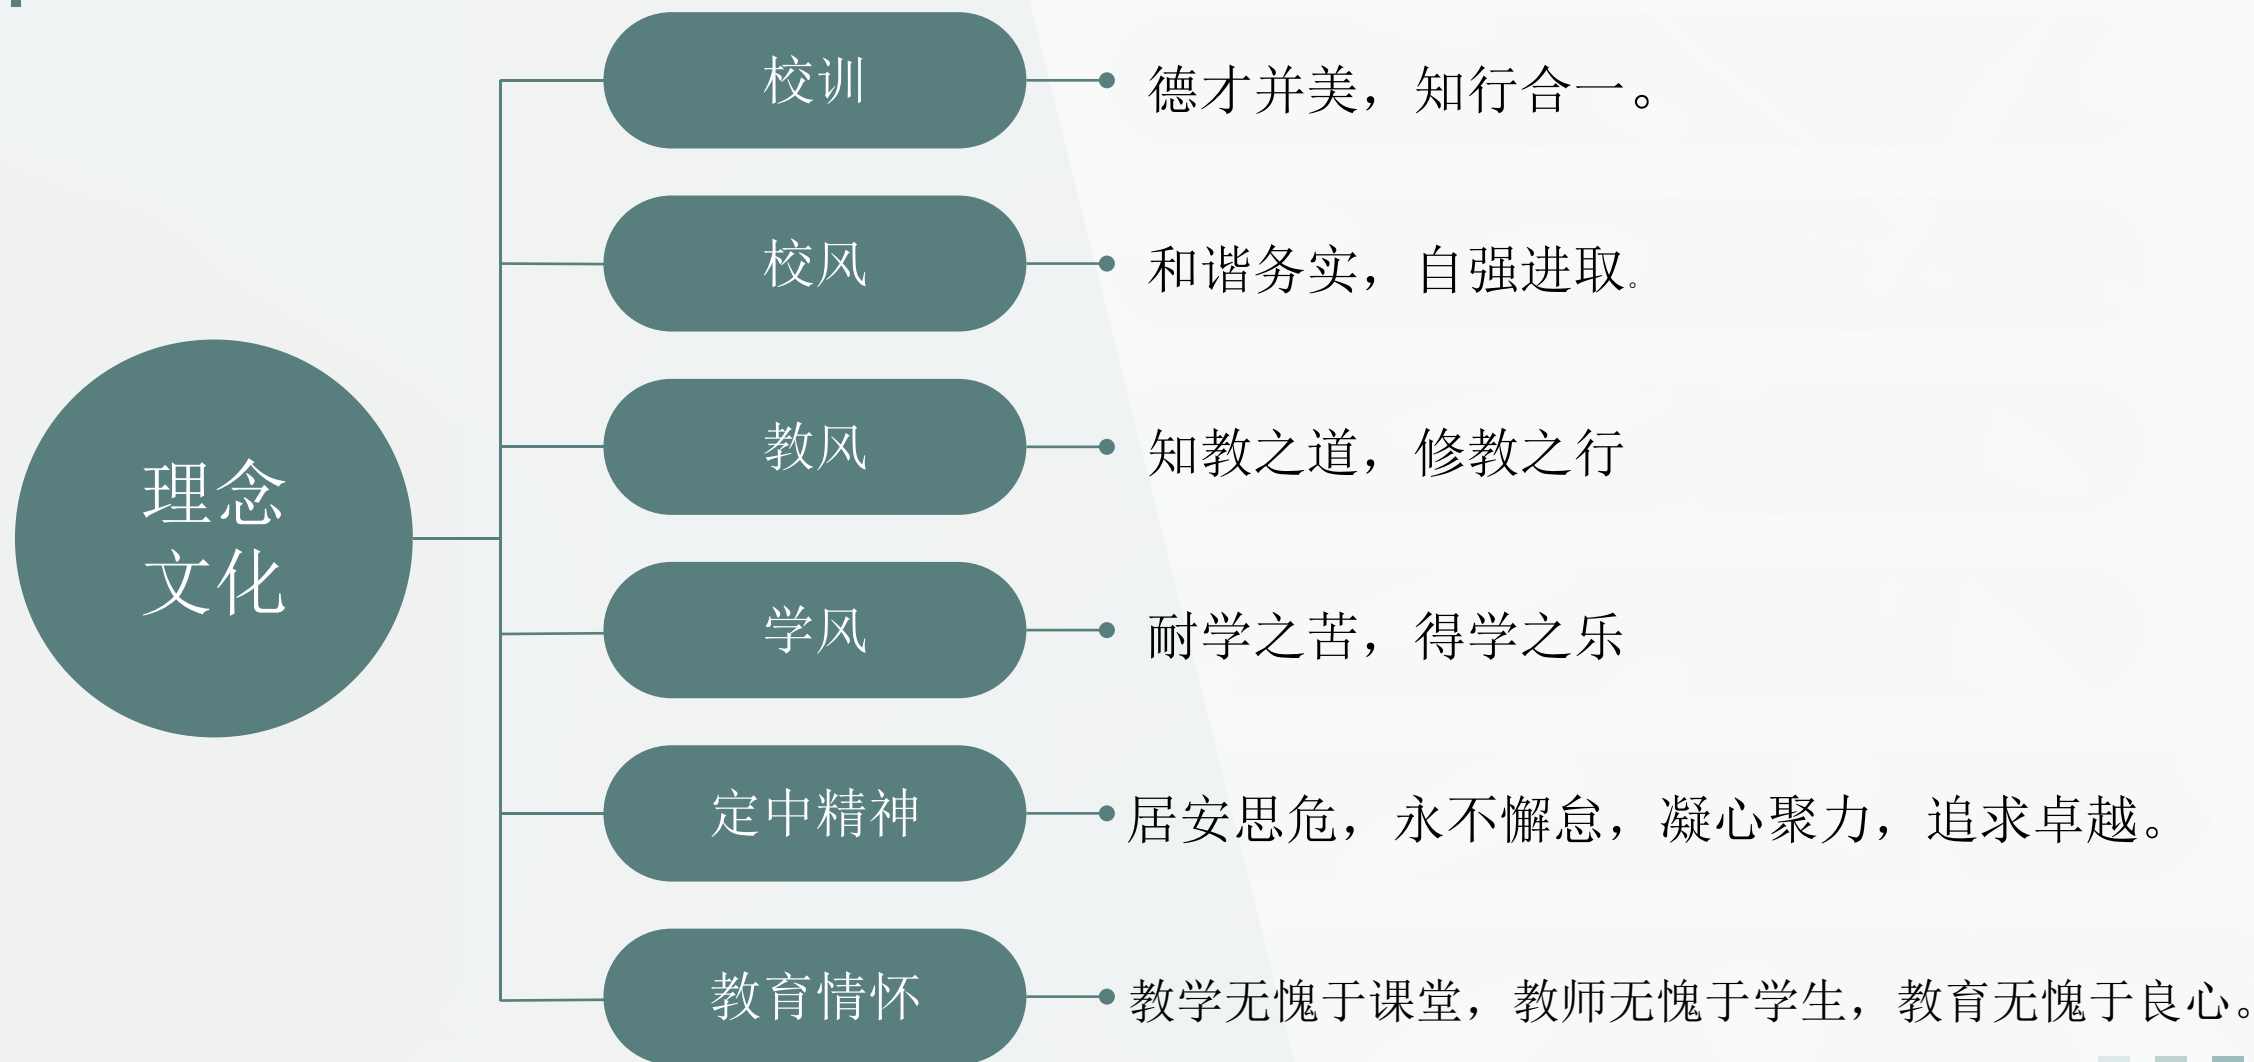 理念
文化
校训
德才并美，知行合一。
校风
和谐务实，自强进取。
教风
知教之道，修教之行
学风
耐学之苦，得学之乐
定中精神
居安思危，永不懈怠，凝心聚力，追求卓越。
教育情怀
教学无愧于课堂，教师无愧于学生，教育无愧于良心。